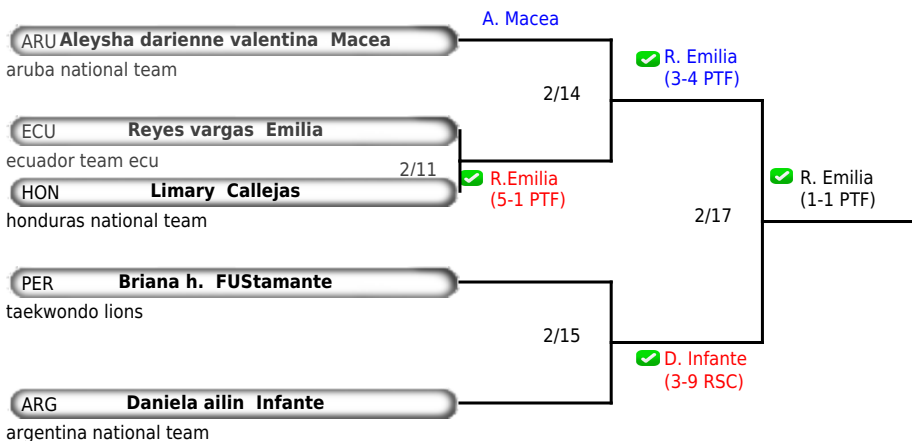 A. Macea
ARU Aleysha darienne valentina Macea
aruba national team
R. Emilia
(3-4 PTF)
2/14
ECU Reyes vargas Emilia
ecuador team ecu
2/11
R.Emilia
(5-1 PTF)
HON Limary Callejas
honduras national team
R. Emilia
(1-1 PTF)
2/17
PER Briana h. FUStamante
taekwondo lions
2/15
D. Infante
(3-9 RSC)
ARG Daniela ailin Infante
argentina national team